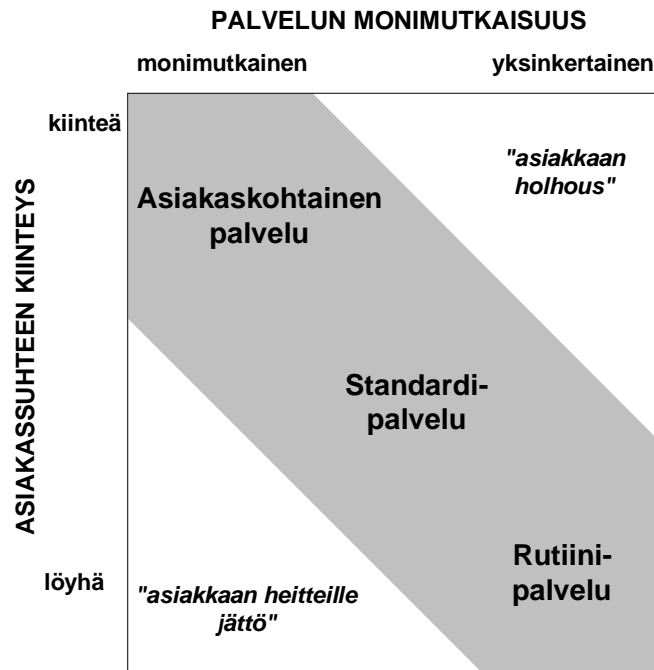 PALVELUN MONIMUTKAISUUS
monimutkainen yksinkertainen
kiinteä
"asiakkaan
holhous"
Asiakaskohtainen
palvelu
ASIAKASSUHTEEN KIINTEYS
Standardi-
palvelu
Rutiini-
palvelu
löyhä
"asiakkaan heitteille
jättö"